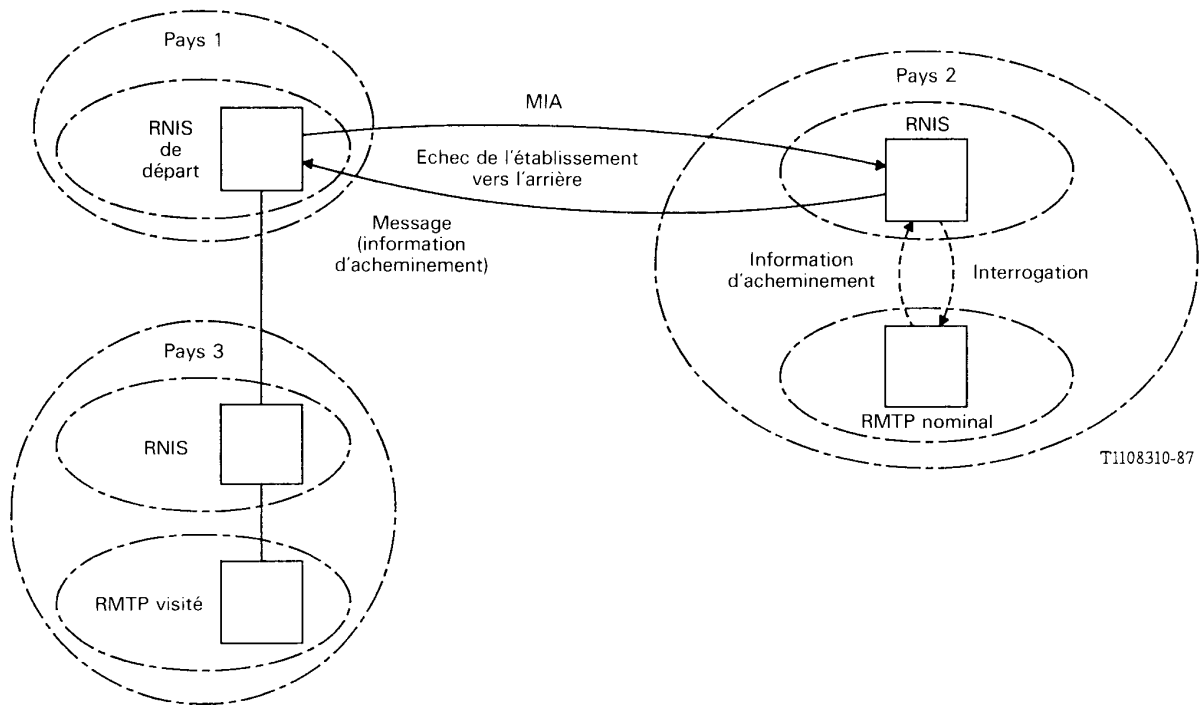 Pays 1
RNIS
de
départ
MIA
Echec de l'établissement
vers l'arrière
Message
(information
d'acheminement)
Pays 2
RNIS
Information
d'acheminement
Interrogation
RMTP nominal
T1108310-87
Pays 3
RNIS
RMTP visité